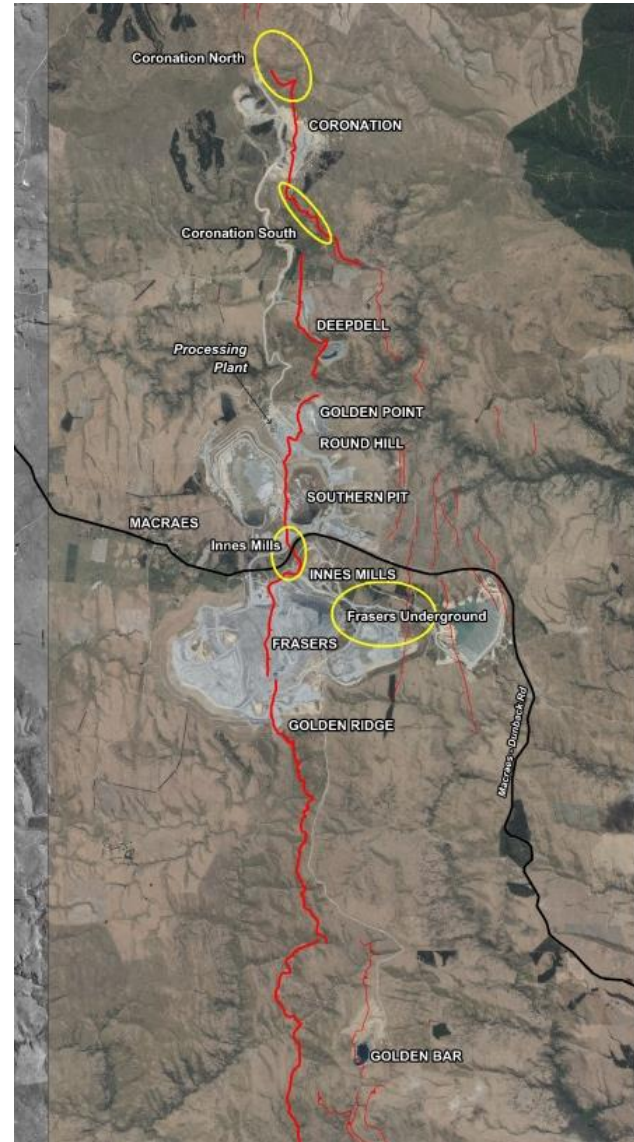 Coronation North
CORONATION
Coronation South
DEEPDELL
Processing
Plant
GOLDEN POINT
ROUND HILL
SOUTHERN PIT
MACRAES
Innes Mills
INNES MILLS
Frasers Underground
FRASERS
GOLDEN RIDGE
Macraes - Dunback Rd
GOLDEN BAR